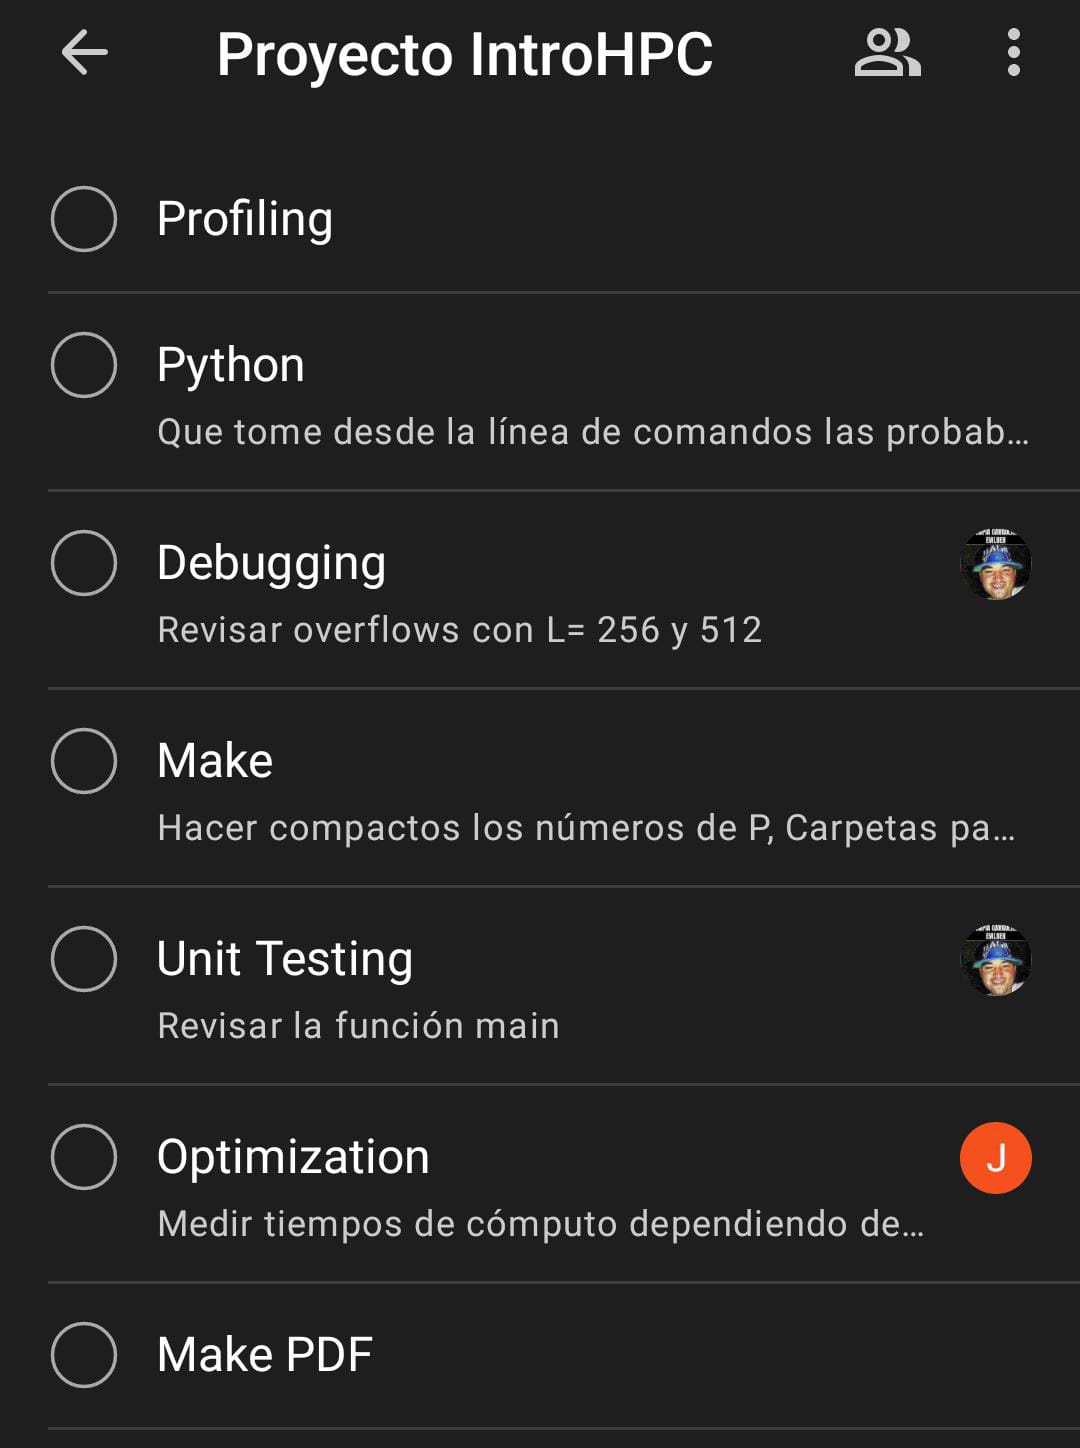 Proyecto IntroHPC
Profiling
Python
Que tome desde la línea de comandos las probab...
Debugging
Revisar overflows con L= 256 y 512
Make
Hacer compactos los números de P, Carpetas pa...
Unit Testing
Revisar la función main
Optimization
J
Medir tiempos de cómputo dependiendo de...
Make PDF